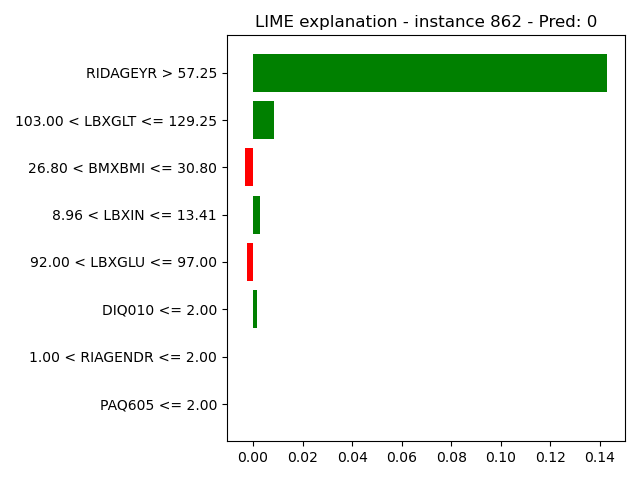 LIME explanation - instance 862 - Pred: 0
RIDAGEYR > 57.25
103.00 < LBXGLT <= 129.25
26.80 < BMXBMI <= 30.80
8.96 < LBXIN <= 13.41
92.00 < LBXGLU <= 97.00
DIQ010 <= 2.00
1.00 < RIAGENDR <= 2.00
PAQ605 <= 2.00
0.00 0.02 0.04 0.06 0.08 0.10 0.12 0.14